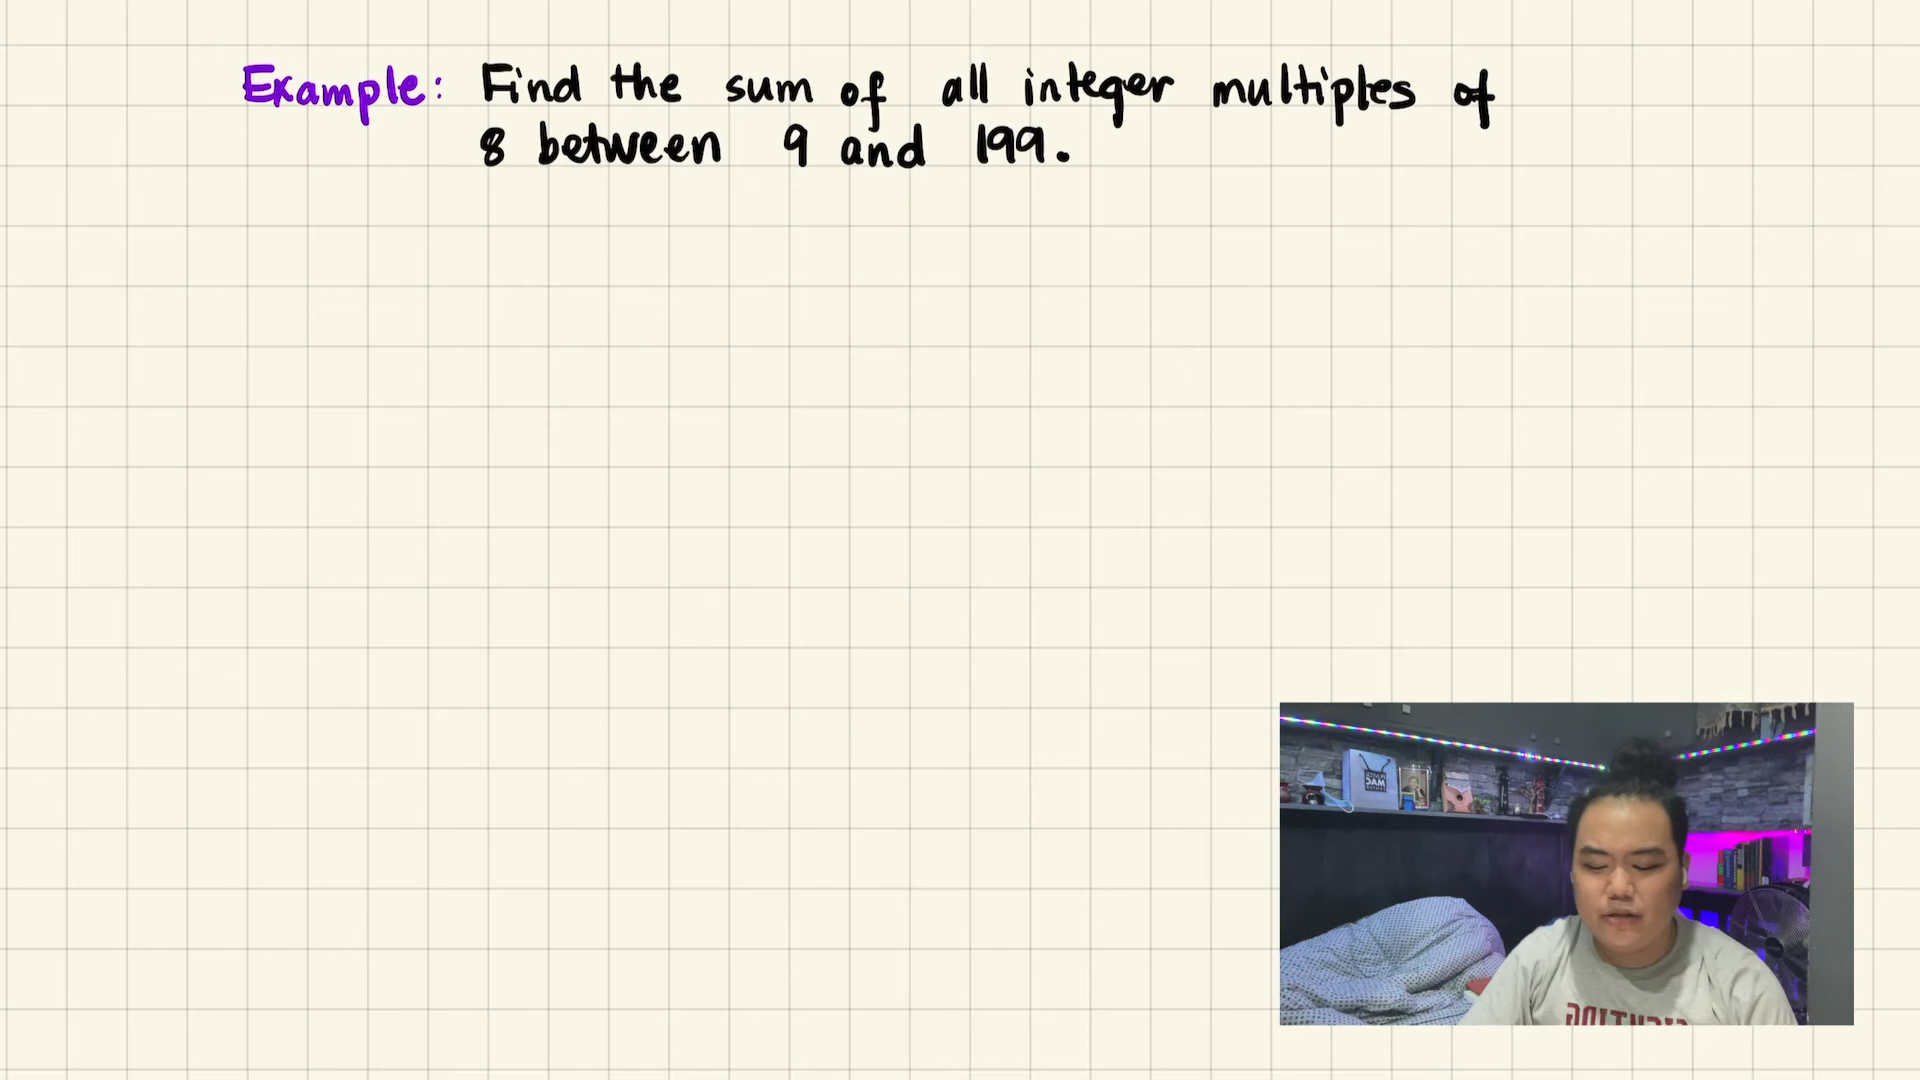 Example: Find the sum of all integer multiples of
8 between 9 and 199.